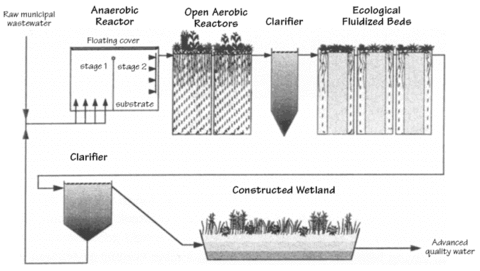 Raw municipal
wastewater
Anaerobic
Reactor
Floating cover
stage 1
stage 2
substrate
Open Aerobic
Reactors
Clarifier
Ecological
Fluidized Beds
Clarifier
Constructed Wetland
Advanced
quality water